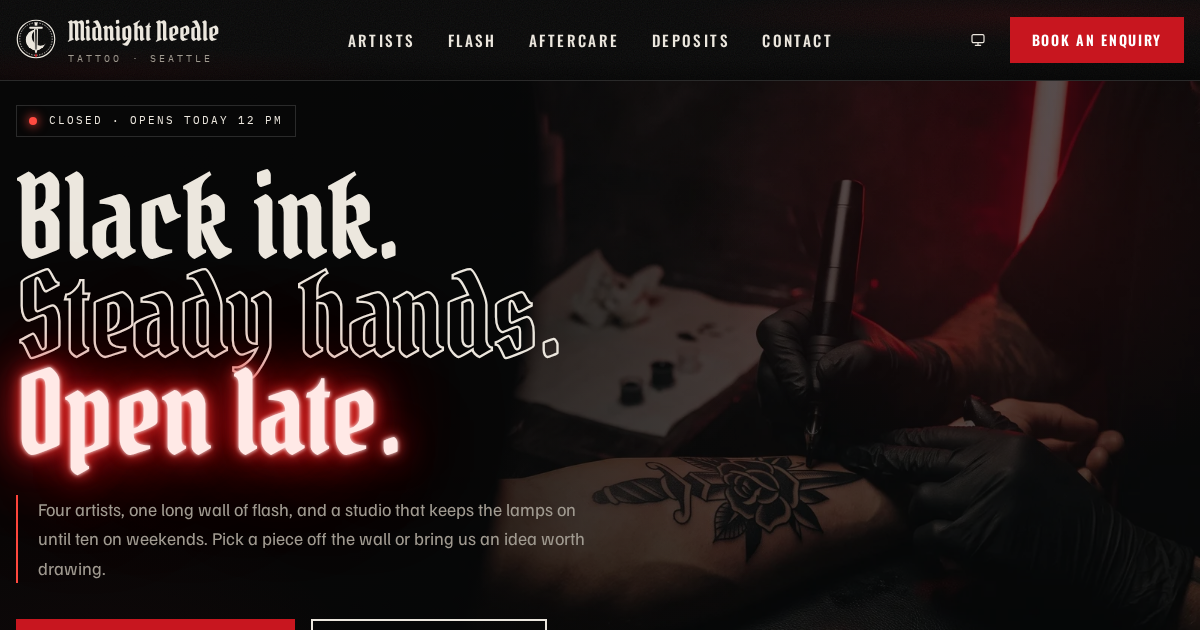 Midnight Needle
TATTOO · SEATTLE
ARTISTS
FLASH
AFTERCARE
DEPOSITS
CONTACT
BOOK AN ENQUIRY
CLOSED · OPENS TODAY 12 PM
Black ink.
Steady hands.
Open late.
Four artists, one long wall of flash, and a studio that keeps the lamps on
until ten on weekends. Pick a piece off the wall or bring us an idea worth
drawing.